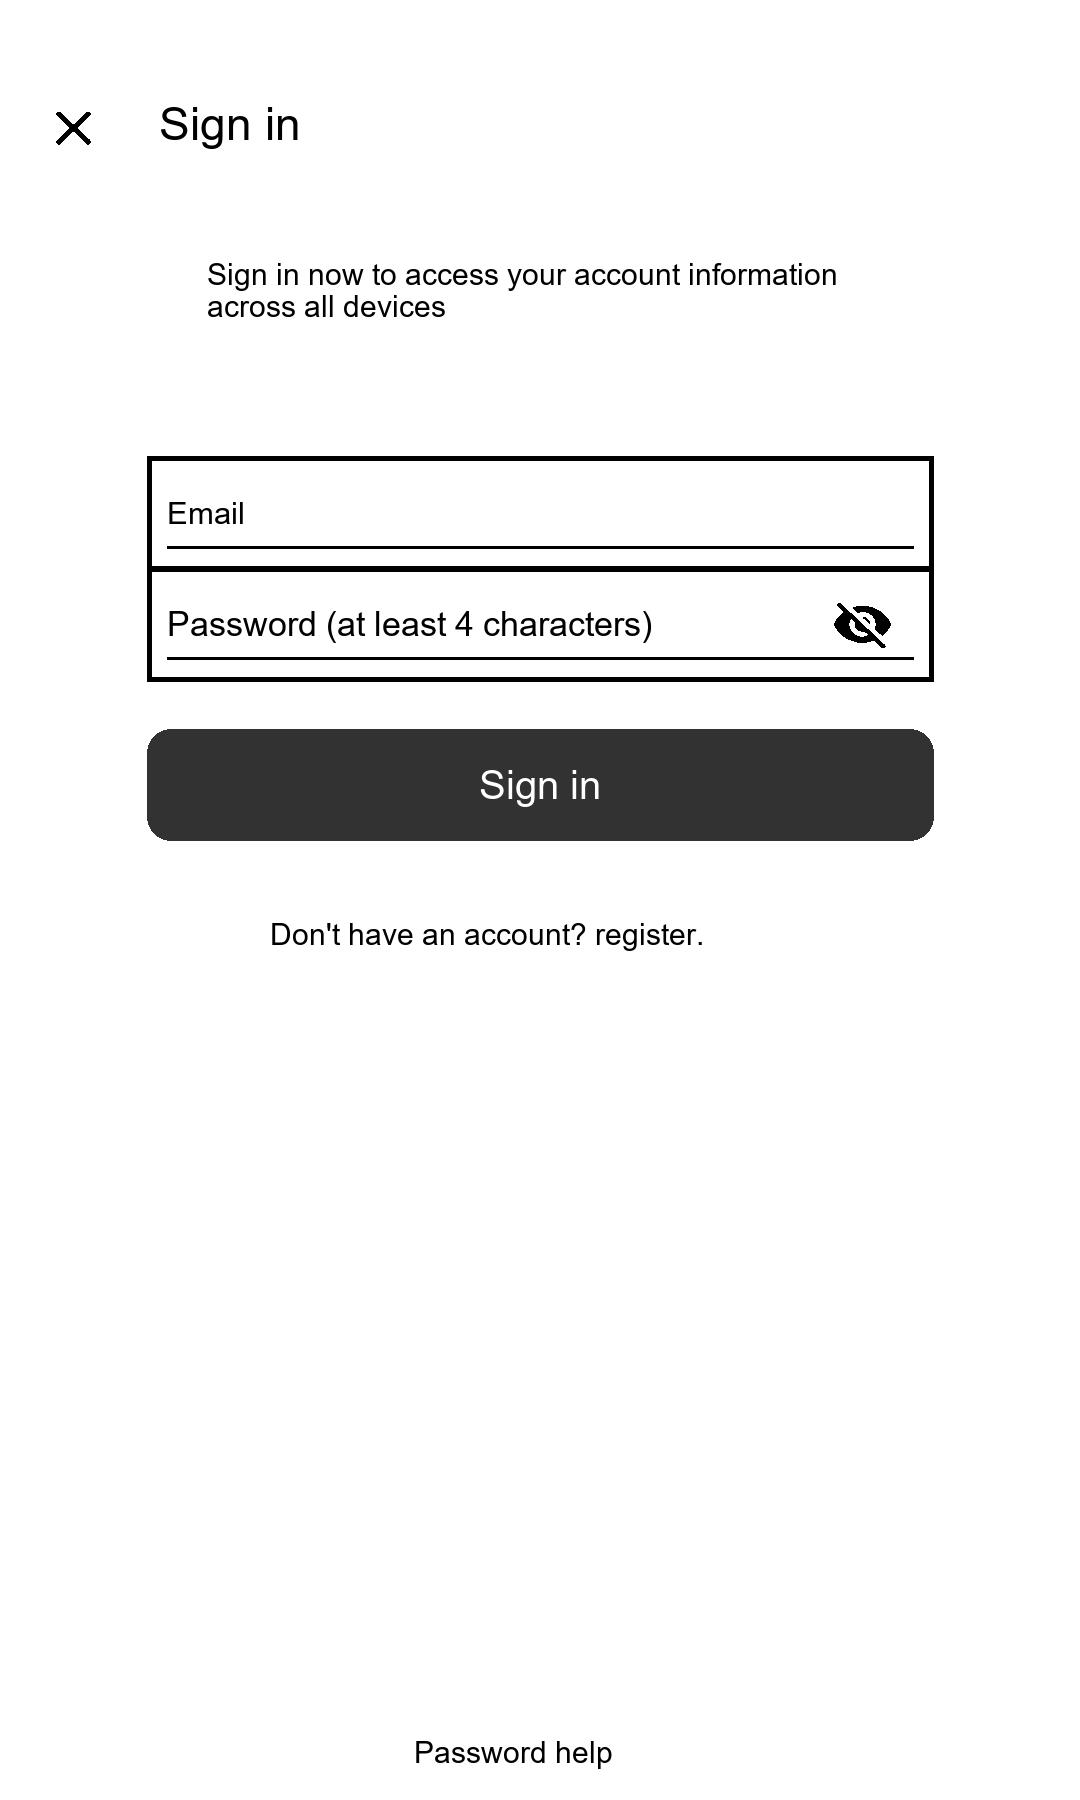 Sign in
Sign in now to access your account information
across all devices
Email
Password (at least 4 characters)
Sign in
Don't have an account? register.
Password help